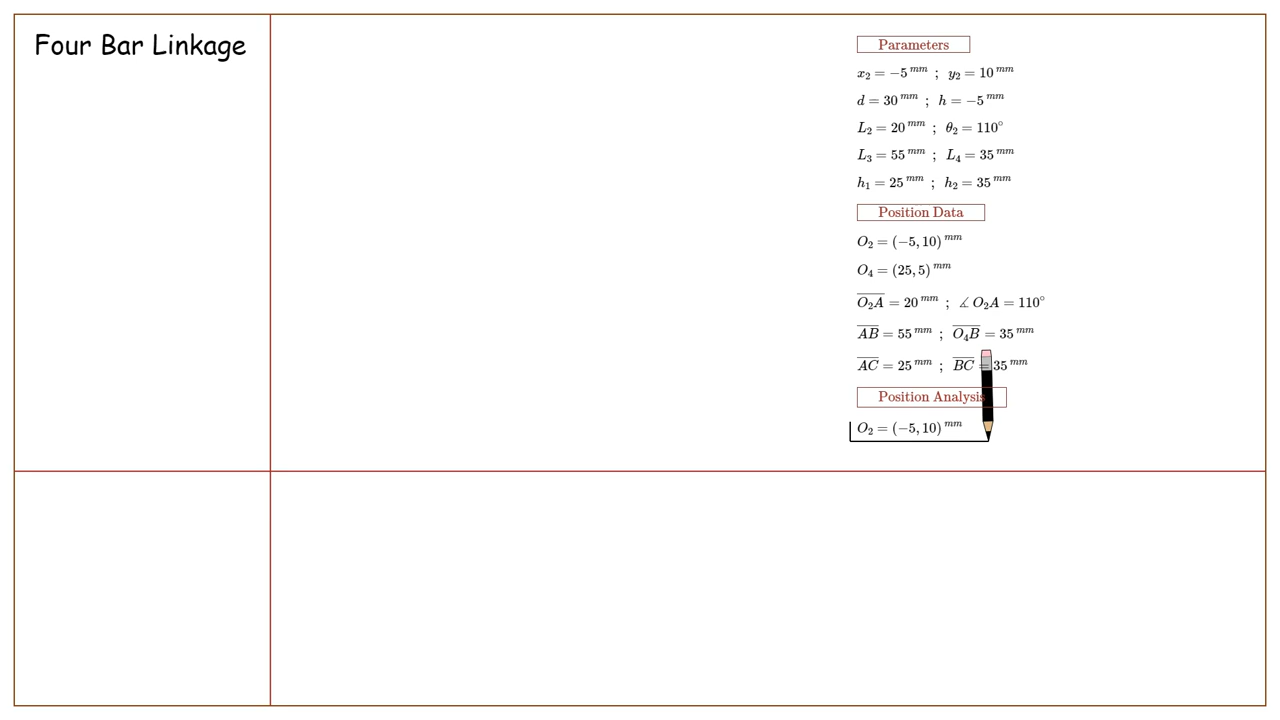 Four Bar Linkage
Parameters
x₂ = −5 mm ; y₂ = 10 mm
d = 30 mm ; h = −5 mm
L₂ = 20 mm ; θ₂ = 110°
L₃ = 55 mm ; L₄ = 35 mm
h₁ = 25 mm ; h₂ = 35 mm
Position Data
O₂ = (−5, 10) mm
O₄ = (25, 5) mm
O₂A = 20 mm ; ∡ O₂A = 110°
AB = 55 mm ; O₄B = 35 mm
AC = 25 mm ; BC = 35 mm
Position Analysis
O₂ = (−5, 10) mm